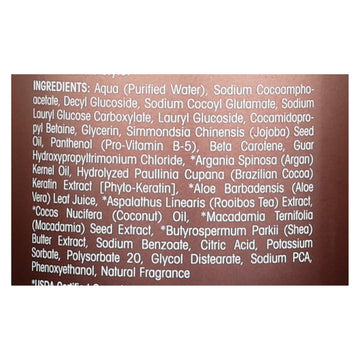 INGREDIENTS: Aqua (Purified Water), Sodium Cocoampho-
acetate, Decyl Glucoside, Sodium Cocoyl Glutamate, Sodium
Lauryl Glucose Carboxylate, Lauryl Glucoside, Cocamidopro-
pyl Betaine, Glycerin, Simmondsia Chinensis (Jojoba) Seed
Oil, Panthenol (Pro-Vitamin B-5), Beta Carotene, Guar
Hydroxypropyltrimonium Chloride, *Argania Spinosa (Argan)
Kernel Oil, Hydrolyzed Paullinia Cupana (Brazilian Cocoa)
Keratin Extract [Phyto-Keratin], *Aloe Barbadensis (Aloe
Vera) Leaf Juice, *Aspalathus Linearis (Rooibos Tea) Extract,
*Cocos Nucifera (Coconut) Oil, *Macadamia Ternifolia
(Macadamia) Seed Extract, *Butyrospermum Parkii (Shea)
Butter Extract, Sodium Benzoate, Citric Acid, Potassium
Sorbate, Polysorbate 20, Glycol Distearate, Sodium PCA,
Phenoxyethanol, Natural Fragrance